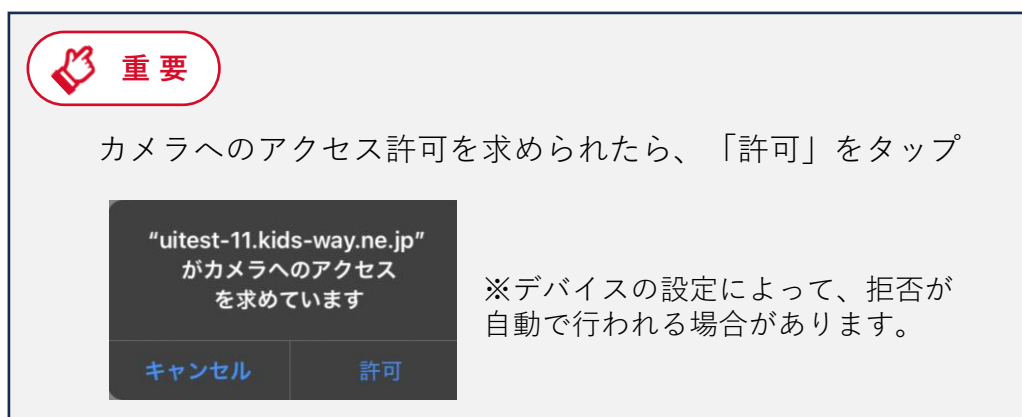 重要
カメラへのアクセス許可を求められたら、「許可」をタップ
“uitest-11.kids-way.ne.jp”
がカメラへのアクセス
を求めています
キャンセル 許可
※デバイスの設定によって、拒否が
自動で行われる場合があります。